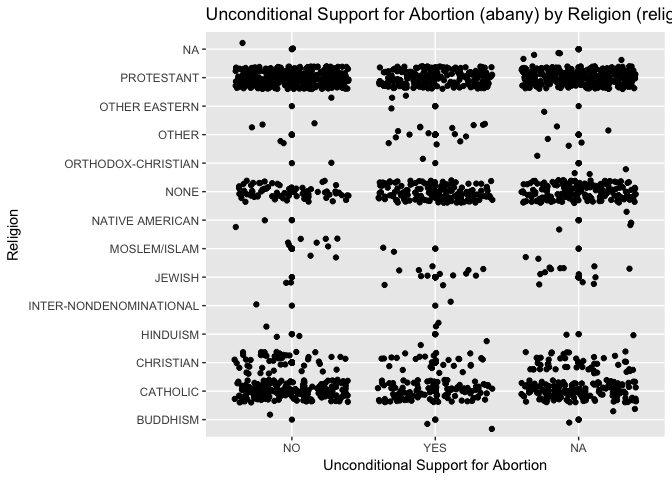 Unconditional Support for Abortion (abany) by Religion (relig
NA
PROTESTANT
OTHER EASTERN
OTHER
ORTHODOX-CHRISTIAN
NONE
NATIVE AMERICAN
MOSLEM/ISLAM
JEWISH
INTER-NONDENOMINATIONAL
HINDUISM
CHRISTIAN
CATHOLIC
BUDDHISM
Religion
NO YES NA
Unconditional Support for Abortion